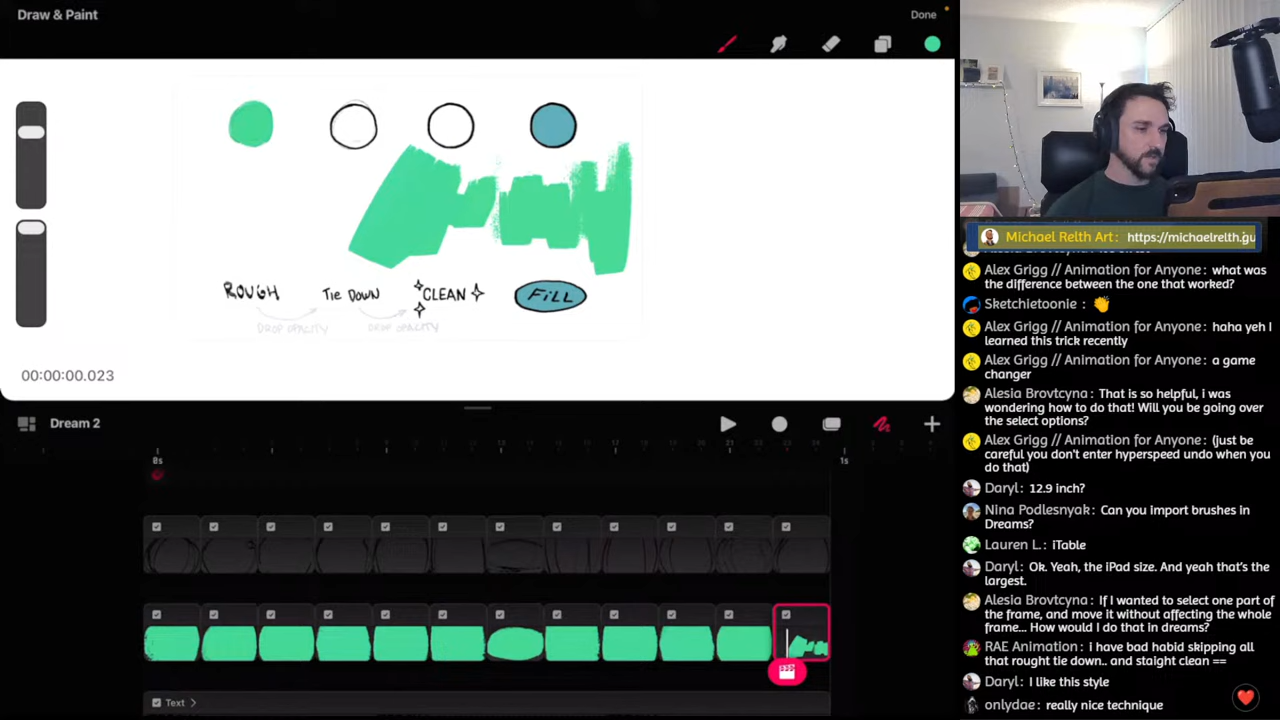 Draw & Paint
Done
ROUGH
Tie DOWN
CLEAN
FiLL
DROP OPACITY
DROP OPACITY
00:00:00.023
Dream 2
0s
1s
Text
Michael Relth Art : https://michaelrelth.gu
Alex Grigg // Animation for Anyone : what was
the difference between the one that worked?
Sketchietoonie : 👏
Alex Grigg // Animation for Anyone : haha yeh I
learned this trick recently
Alex Grigg // Animation for Anyone : a game
changer
Alesia Brovtcyna : That is so helpful, i was
wondering how to do that! Will you be going over
the select options?
Alex Grigg // Animation for Anyone : (just be
careful you don't enter hyperspeed undo when you
do that)
Daryl : 12.9 inch?
Nina Podlesnyak : Can you import brushes in
Dreams?
Lauren L. : iTable
Daryl : Ok. Yeah, the iPad size. And yeah that's the
largest.
Alesia Brovtcyna : If I wanted to select one part of
the frame, and move it without affecting the whole
frame... How would I do that in dreams?
RAE Animation : i have bad habid skipping all
that rought tie down.. and staight clean ==
Daryl : I like this style
onlydae : really nice technique